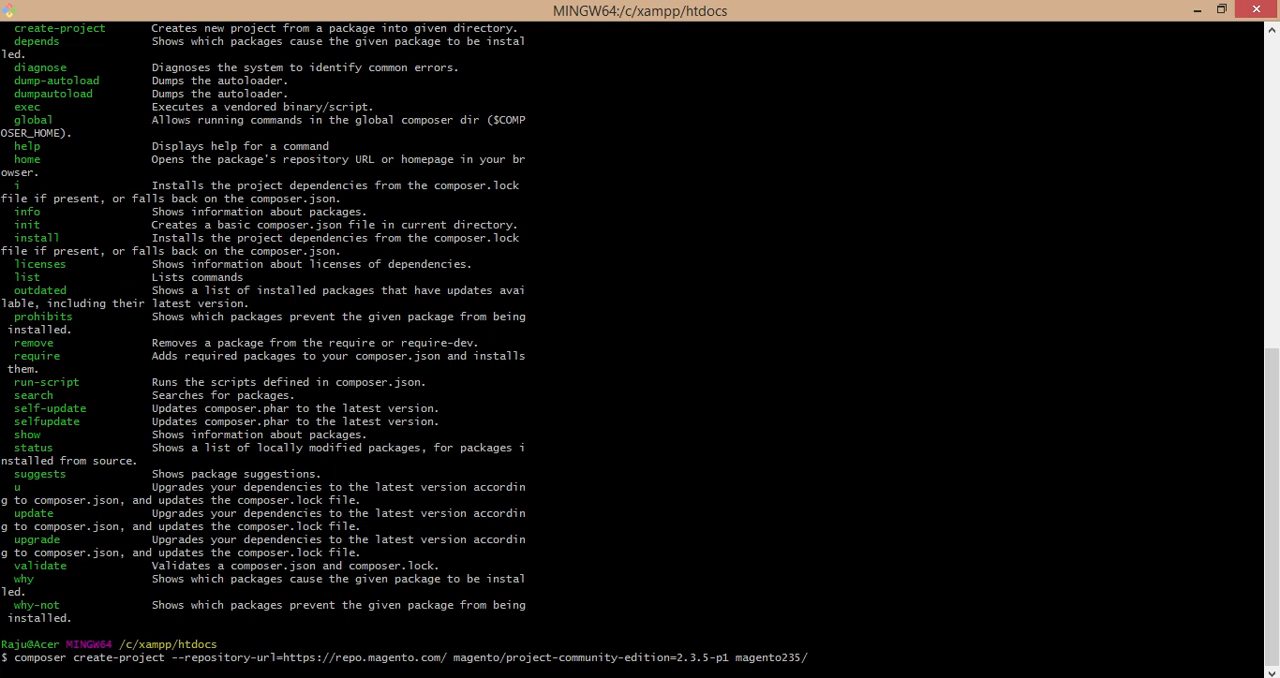 MINGW64:/c/xampp/htdocs
create-project Creates new project from a package into given directory.
depends Shows which packages cause the given package to be instal
led.
diagnose Diagnoses the system to identify common errors.
dump-autoload Dumps the autoloader.
dumpautoload Dumps the autoloader.
exec Executes a vendored binary/script.
global Allows running commands in the global composer dir ($COMP
OSER_HOME).
help Displays help for a command
home Opens the package's repository URL or homepage in your br
owser.
i Installs the project dependencies from the composer.lock
file if present, or falls back on the composer.json.
info Shows information about packages.
init Creates a basic composer.json file in current directory.
install Installs the project dependencies from the composer.lock
file if present, or falls back on the composer.json.
licenses Shows information about licenses of dependencies.
list Lists commands
outdated Shows a list of installed packages that have updates avai
lable, including their latest version.
prohibits Shows which packages prevent the given package from being
installed.
remove Removes a package from the require or require-dev.
require Adds required packages to your composer.json and installs
them.
run-script Runs the scripts defined in composer.json.
search Searches for packages.
self-update Updates composer.phar to the latest version.
selfupdate Updates composer.phar to the latest version.
show Shows information about packages.
status Shows a list of locally modified packages, for packages i
nstalled from source.
suggests Shows package suggestions.
u Upgrades your dependencies to the latest version accordin
g to composer.json, and updates the composer.lock file.
update Upgrades your dependencies to the latest version accordin
g to composer.json, and updates the composer.lock file.
upgrade Upgrades your dependencies to the latest version accordin
g to composer.json, and updates the composer.lock file.
validate Validates a composer.json and composer.lock.
why Shows which packages cause the given package to be instal
led.
why-not Shows which packages prevent the given package from being
installed.
Raju@Acer MINGW64 /c/xampp/htdocs
$ composer create-project --repository-url=https://repo.magento.com/ magento/project-community-edition=2.3.5-p1 magento235/